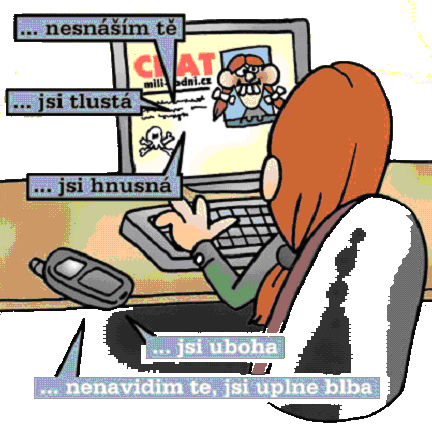 ... nesnáším tě
CHAT
... jsi tlustá
... jsi hnusná
... jsi uboha
... nenavidim te, jsi uplne blba